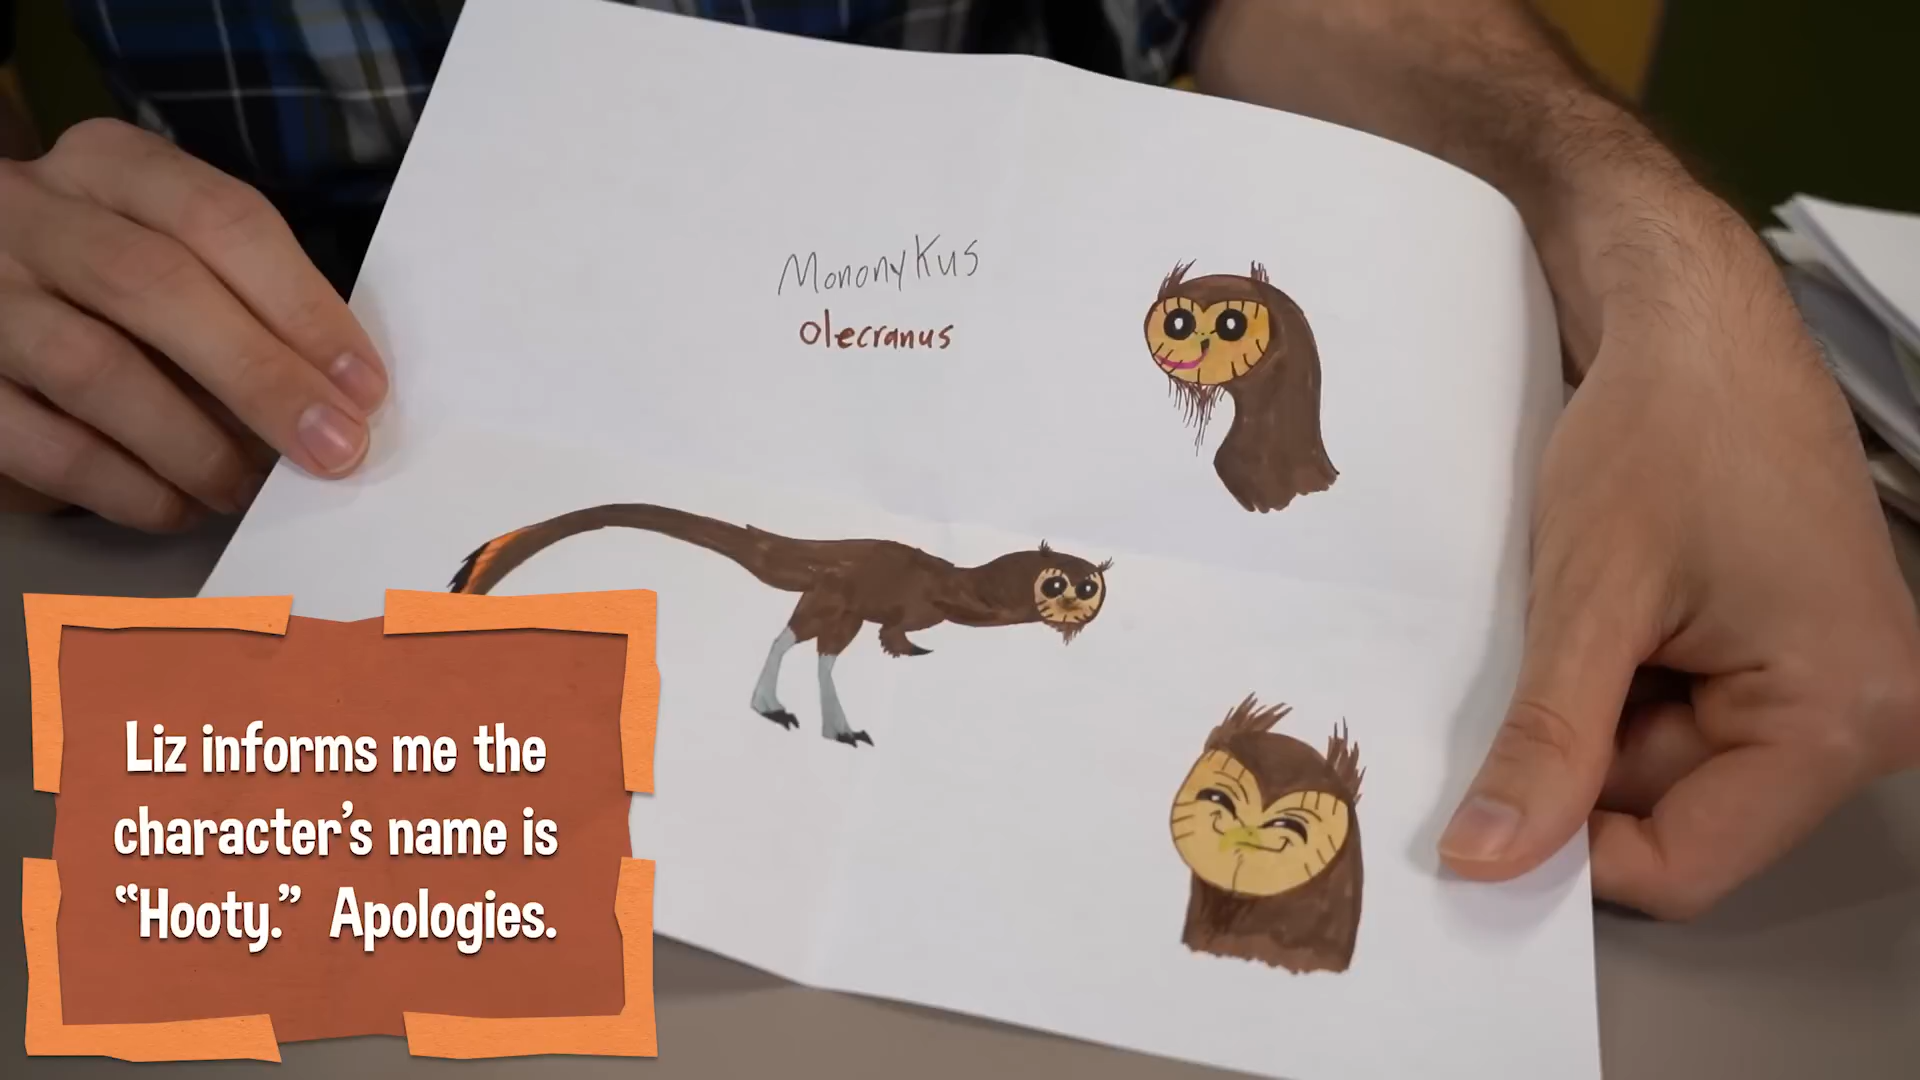 Mononykus
olecranus
Liz informs me the
character’s name is
“Hooty.” Apologies.